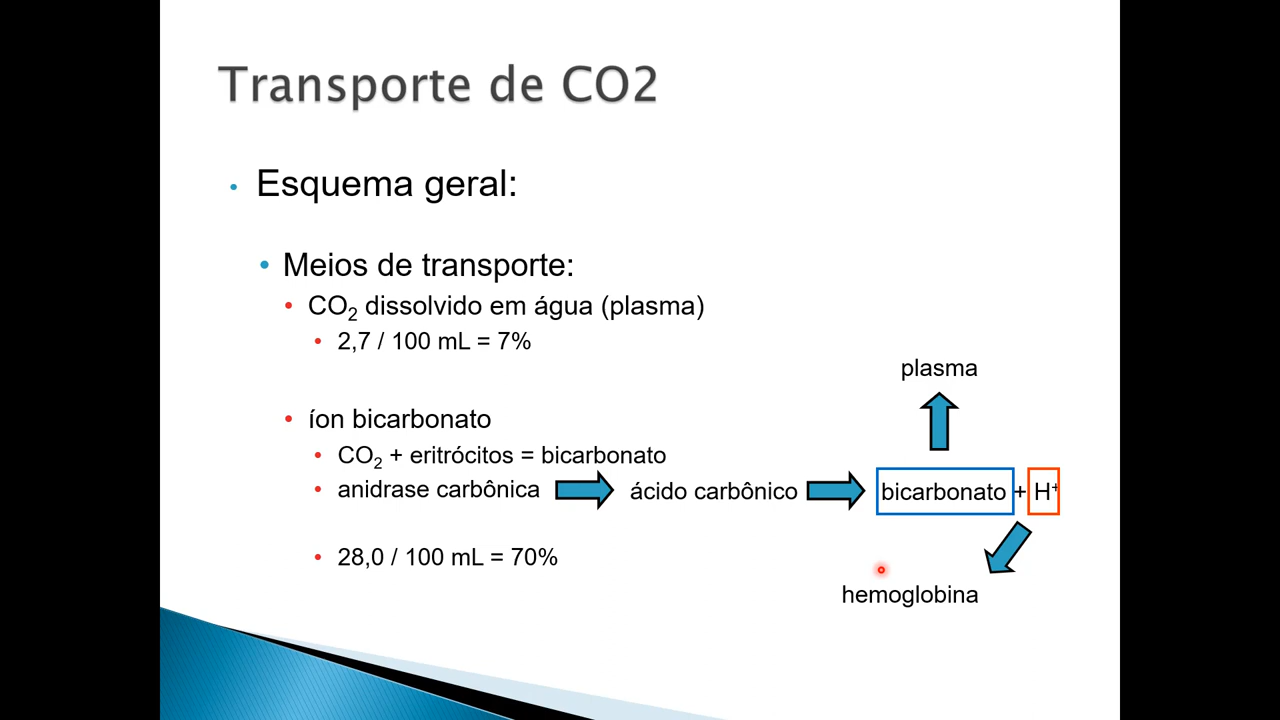 Transporte de CO2
• Esquema geral:
• Meios de transporte:
• CO₂ dissolvido em água (plasma)
• 2,7 / 100 mL = 7%
plasma
• íon bicarbonato
• CO₂ + eritrócitos = bicarbonato
• anidrase carbônica ácido carbônico bicarbonato + H⁺
• 28,0 / 100 mL = 70%
hemoglobina